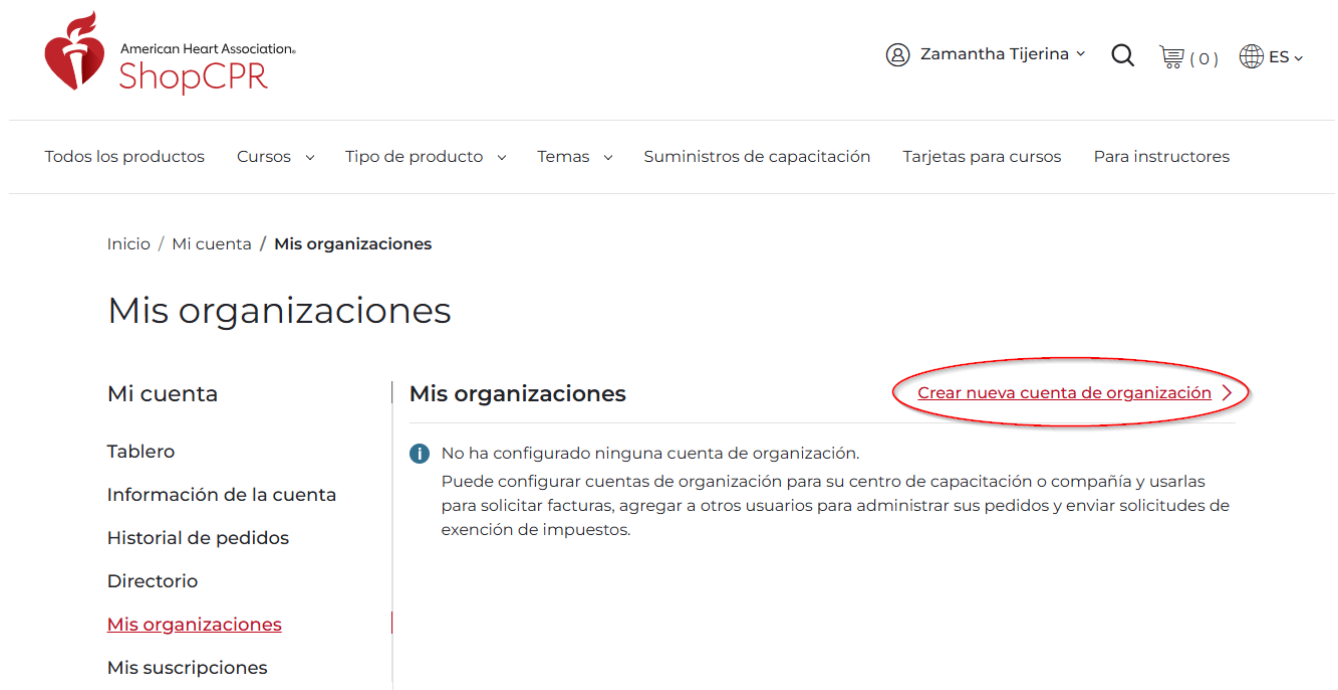 American Heart Association®
ShopCPR
Zamantha Tijerina
( 0 )
ES
Todos los productos
Cursos
Tipo de producto
Temas
Suministros de capacitación
Tarjetas para cursos
Para instructores
Inicio / Mi cuenta / Mis organizaciones
Mis organizaciones
Mi cuenta
Tablero
Información de la cuenta
Historial de pedidos
Directorio
Mis organizaciones
Mis suscripciones
Mis organizaciones
Crear nueva cuenta de organización
No ha configurado ninguna cuenta de organización.
Puede configurar cuentas de organización para su centro de capacitación o compañía y usarlas
para solicitar facturas, agregar a otros usuarios para administrar sus pedidos y enviar solicitudes de
exención de impuestos.